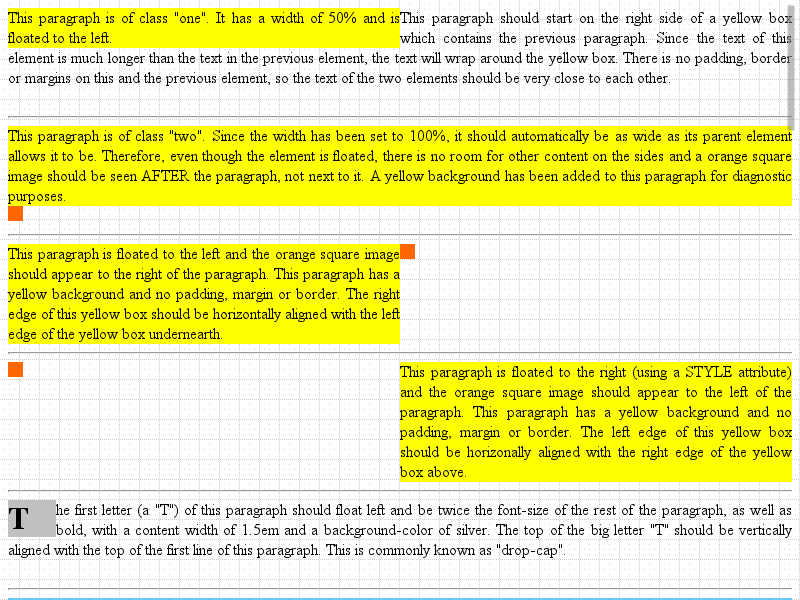 This paragraph is of class "one". It has a width of 50% and is
floated to the left.
This paragraph should start on the right side of a yellow box
which contains the previous paragraph. Since the text of this
element is much longer than the text in the previous element, the text will wrap around the yellow box. There is no padding, border
or margins on this and the previous element, so the text of the two elements should be very close to each other.
This paragraph is of class "two". Since the width has been set to 100%, it should automatically be as wide as its parent element
allows it to be. Therefore, even though the element is floated, there is no room for other content on the sides and a orange square
image should be seen AFTER the paragraph, not next to it. A yellow background has been added to this paragraph for diagnostic
purposes.
This paragraph is floated to the left and the orange square image
should appear to the right of the paragraph. This paragraph has a
yellow background and no padding, margin or border. The right
edge of this yellow box should be horizontally aligned with the left
edge of the yellow box undernearth.
This paragraph is floated to the right (using a STYLE attribute)
and the orange square image should appear to the left of the
paragraph. This paragraph has a yellow background and no
padding, margin or border. The left edge of this yellow box
should be horizonally aligned with the right edge of the yellow
box above.
The first letter (a "T") of this paragraph should float left and be twice the font-size of the rest of the paragraph, as well as
bold, with a content width of 1.5em and a background-color of silver. The top of the big letter "T" should be vertically
aligned with the top of the first line of this paragraph. This is commonly known as "drop-cap".